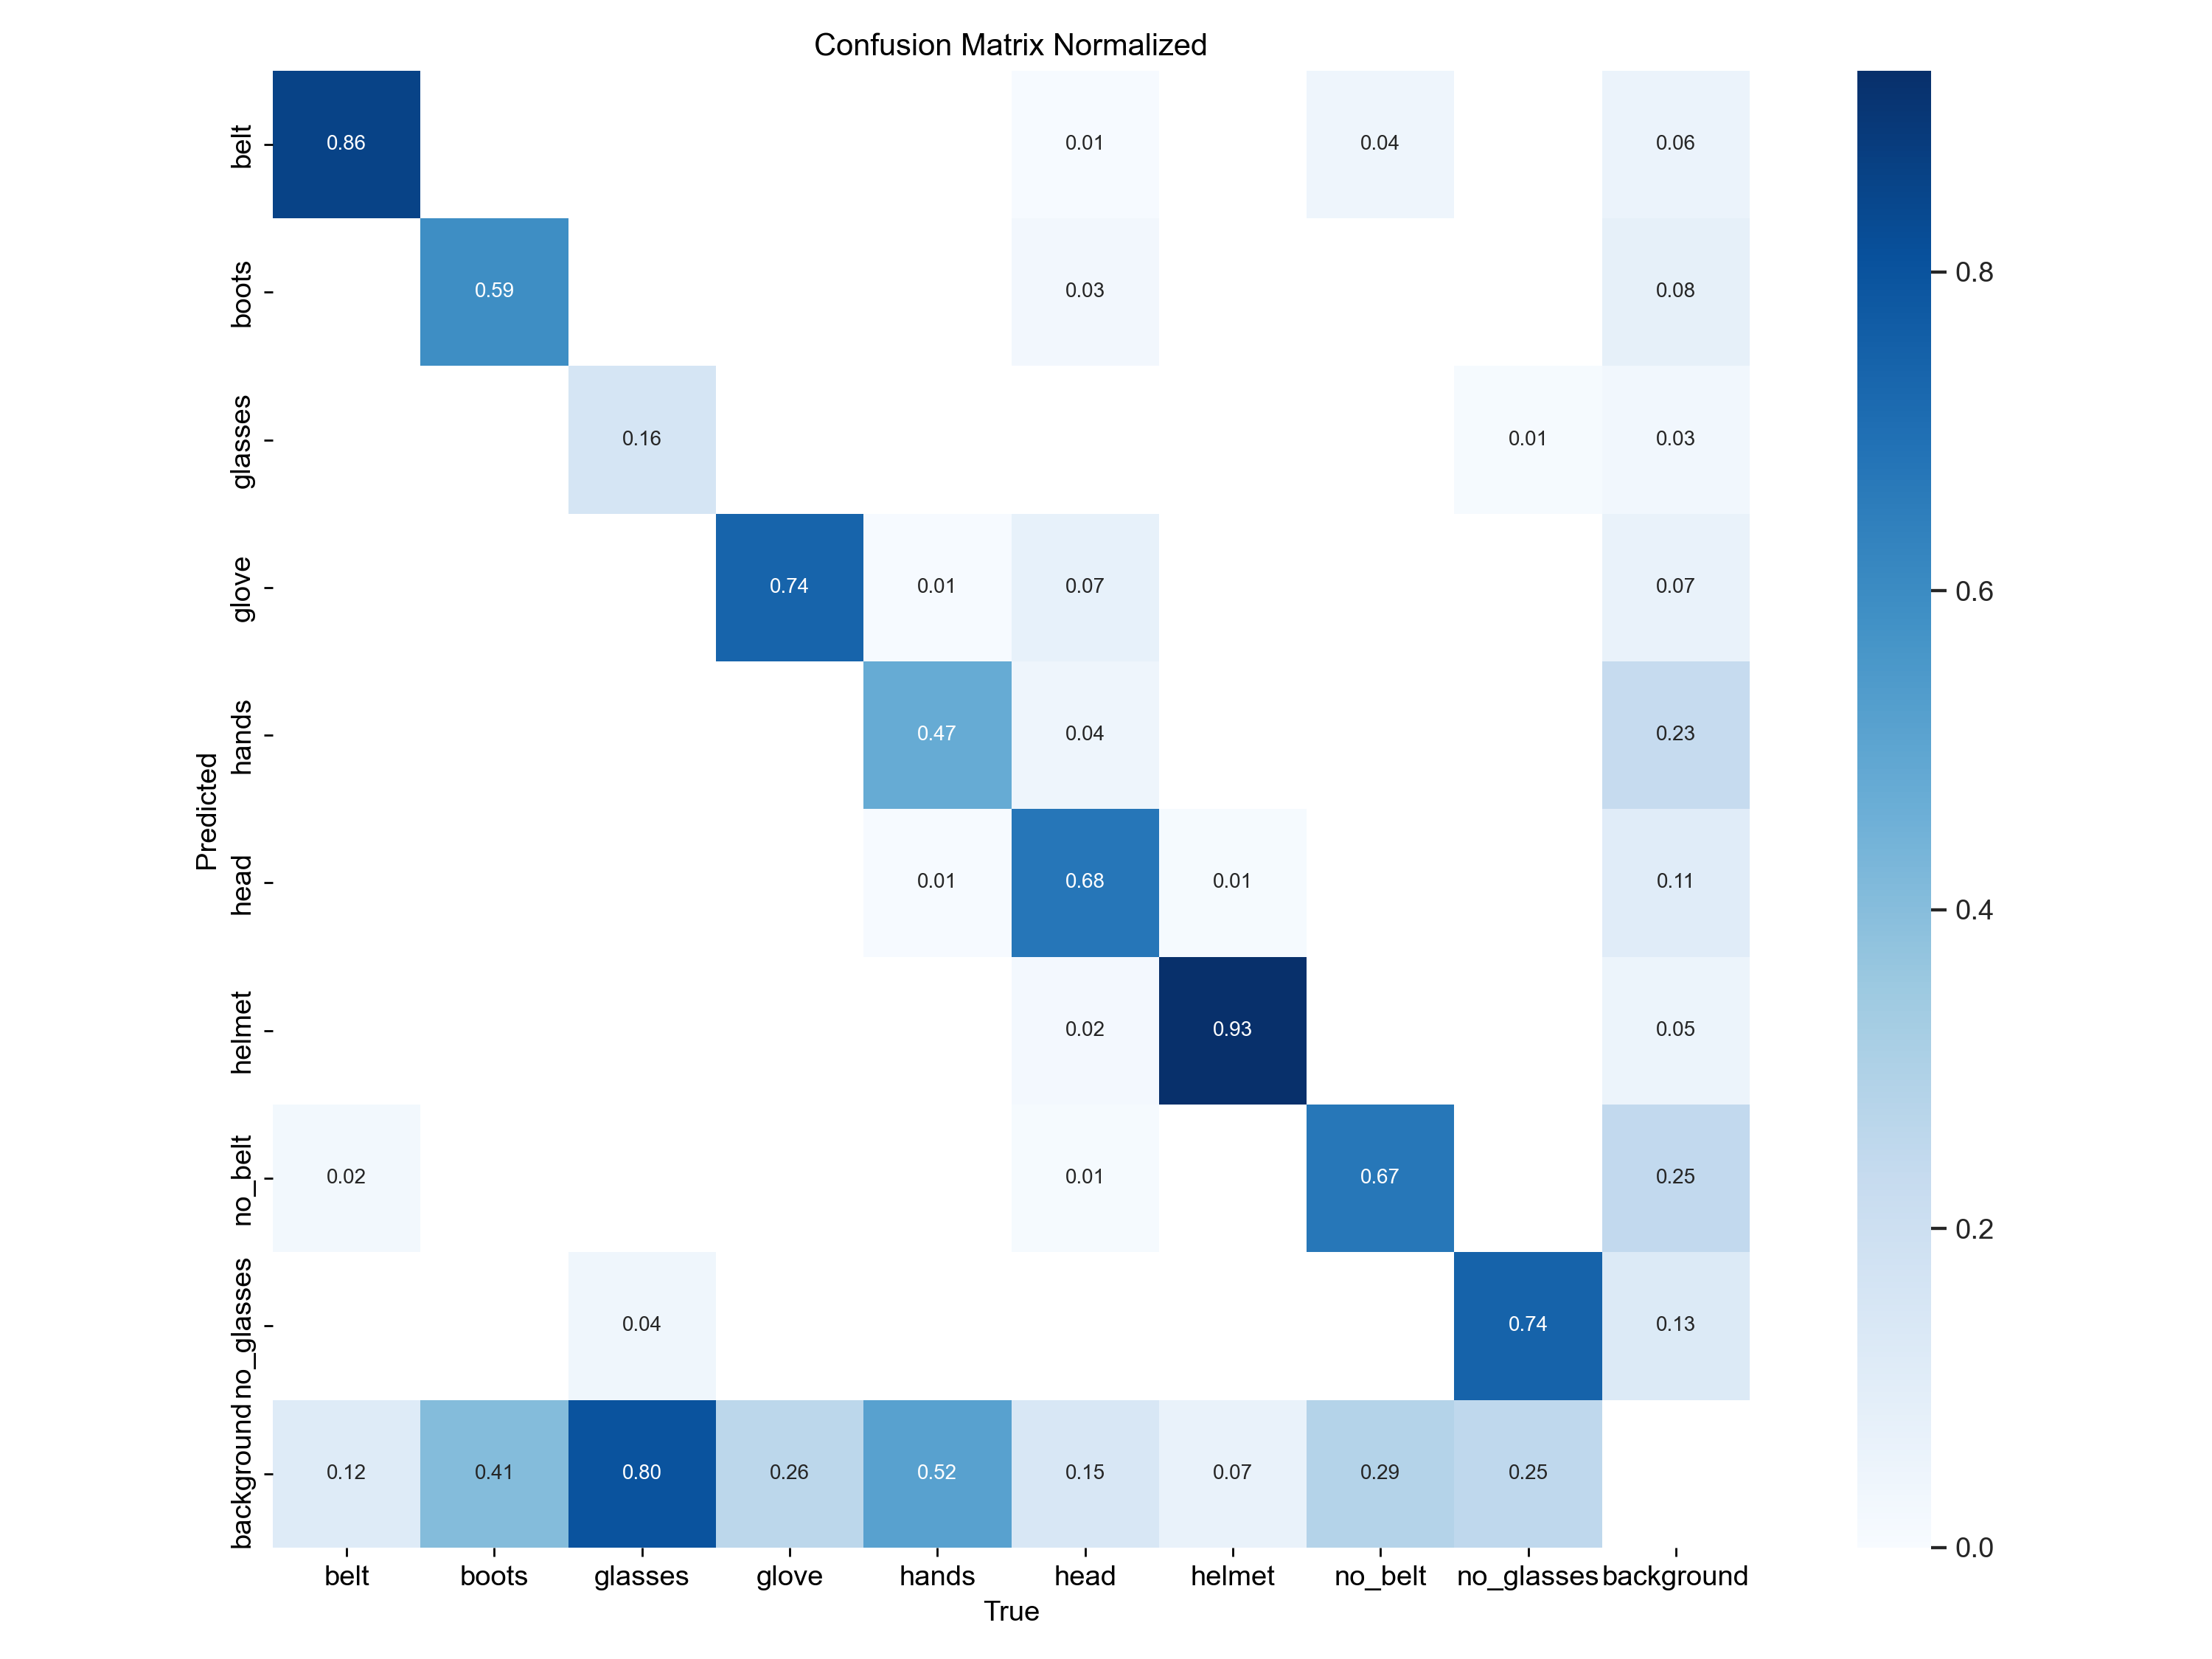 Confusion Matrix Normalized
belt 0.86 0.01 0.04 0.06
boots 0.59 0.03 0.08
glasses 0.16 0.01 0.03
glove 0.74 0.01 0.07 0.07
hands 0.47 0.04 0.23
head 0.01 0.68 0.01 0.11
helmet 0.02 0.93 0.05
no_belt 0.02 0.01 0.67 0.25
no_glasses 0.04 0.74 0.13
background 0.12 0.41 0.80 0.26 0.52 0.15 0.07 0.29 0.25
belt boots glasses glove hands head helmet no_belt no_glasses background
True
Predicted
0.8
0.6
0.4
0.2
0.0